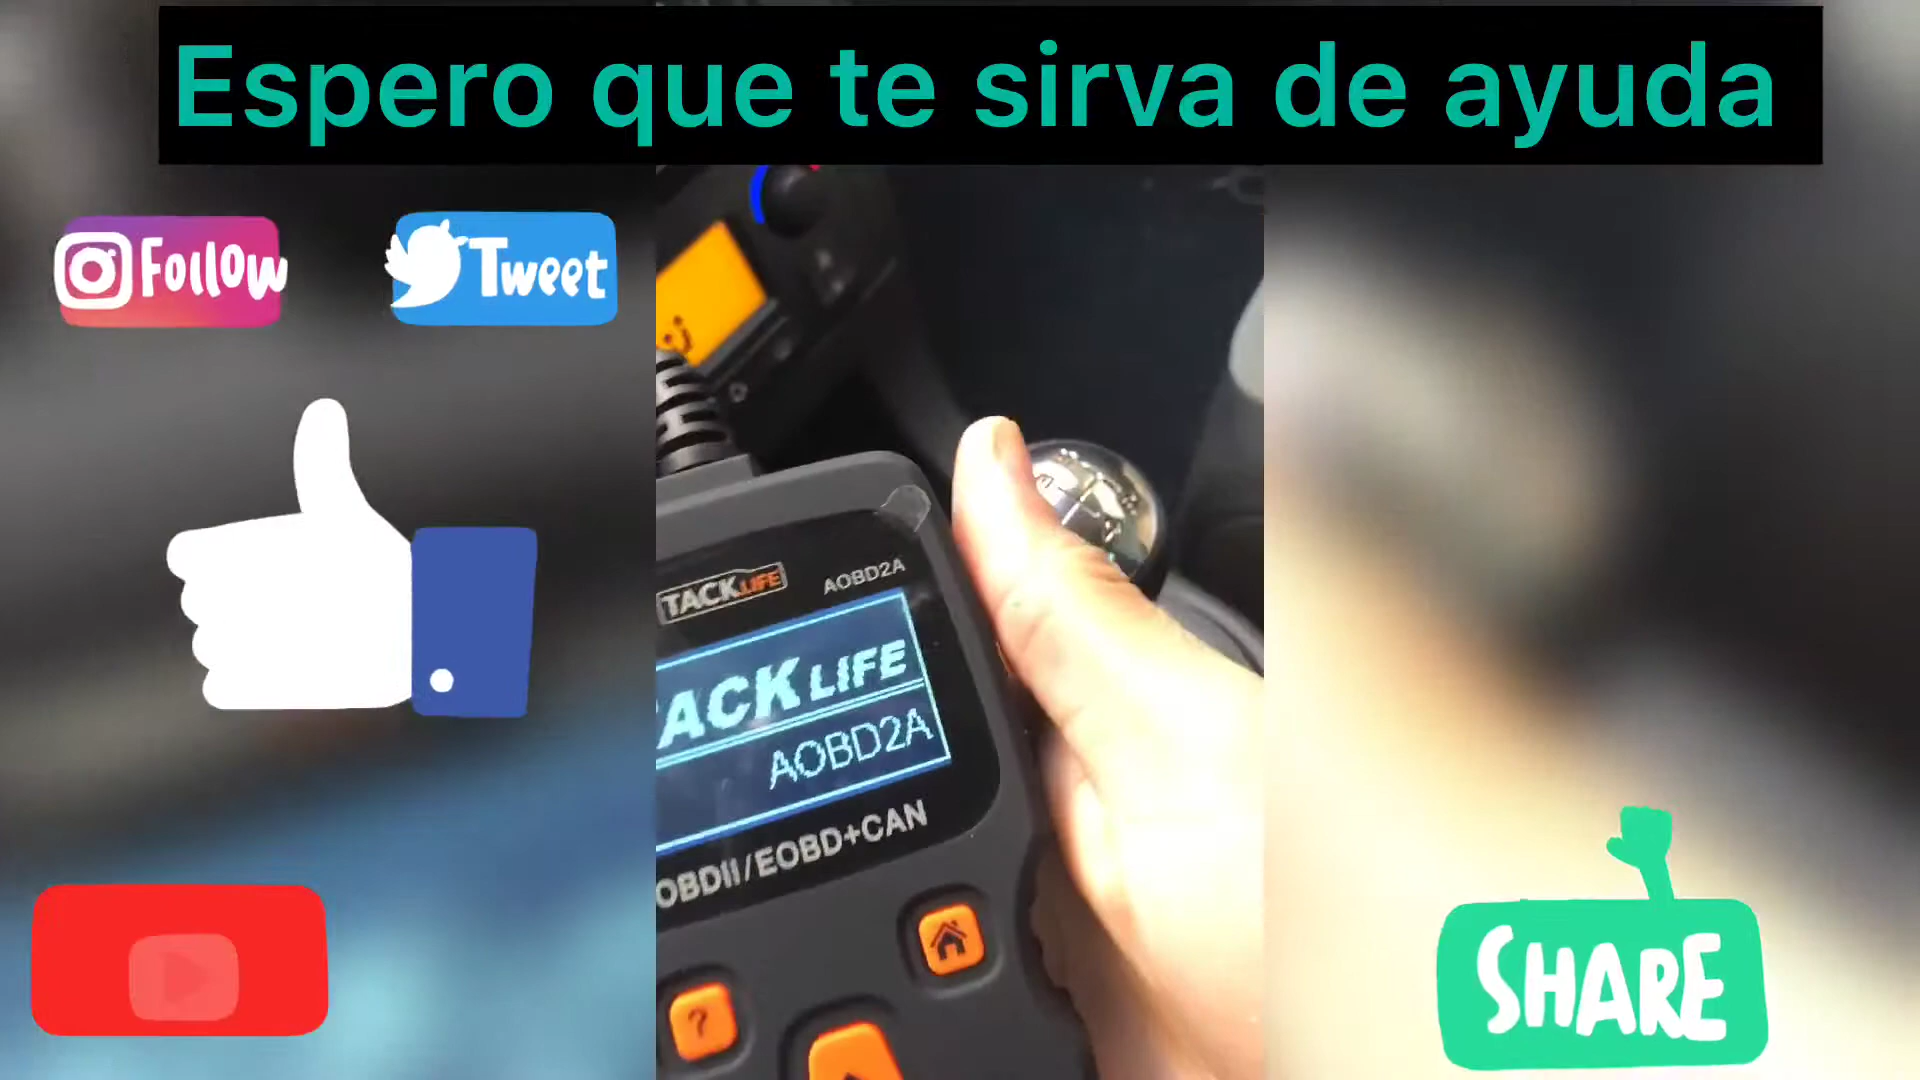 Espero que te sirva de ayuda
Follow
Tweet
TACKLIFE
AOBD2A
ACK LIFE
AOBD2A
OBDII/EOBD+CAN
?
SHARE